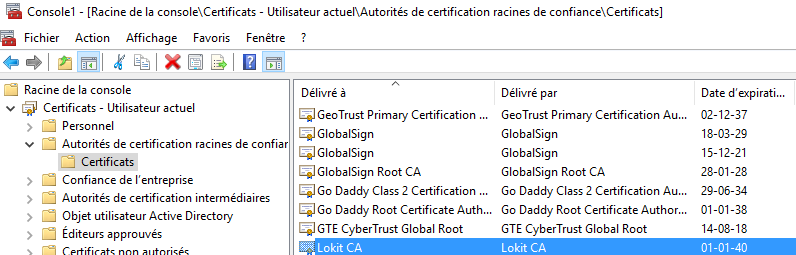 Console1 - [Racine de la console\Certificats - Utilisateur actuel\Autorités de certification racines de confiance\Certificats]
Fichier Action Affichage Favoris Fenêtre ?
Racine de la console
Certificats - Utilisateur actuel
Personnel
Autorités de certification racines de confiar
Certificats
Confiance de l'entreprise
Autorités de certification intermédiaires
Objet utilisateur Active Directory
Éditeurs approuvés
Certificats non autorisés
Délivré à Délivré par Date d'expirati...
GeoTrust Primary Certification ... GeoTrust Primary Certification Au... 02-12-37
GlobalSign GlobalSign 18-03-29
GlobalSign GlobalSign 15-12-21
GlobalSign Root CA GlobalSign Root CA 28-01-28
Go Daddy Class 2 Certification ... Go Daddy Class 2 Certification Au... 29-06-34
Go Daddy Root Certificate Auth... Go Daddy Root Certificate Author... 01-01-38
GTE CyberTrust Global Root GTE CyberTrust Global Root 14-08-18
Lokit CA Lokit CA 01-01-40